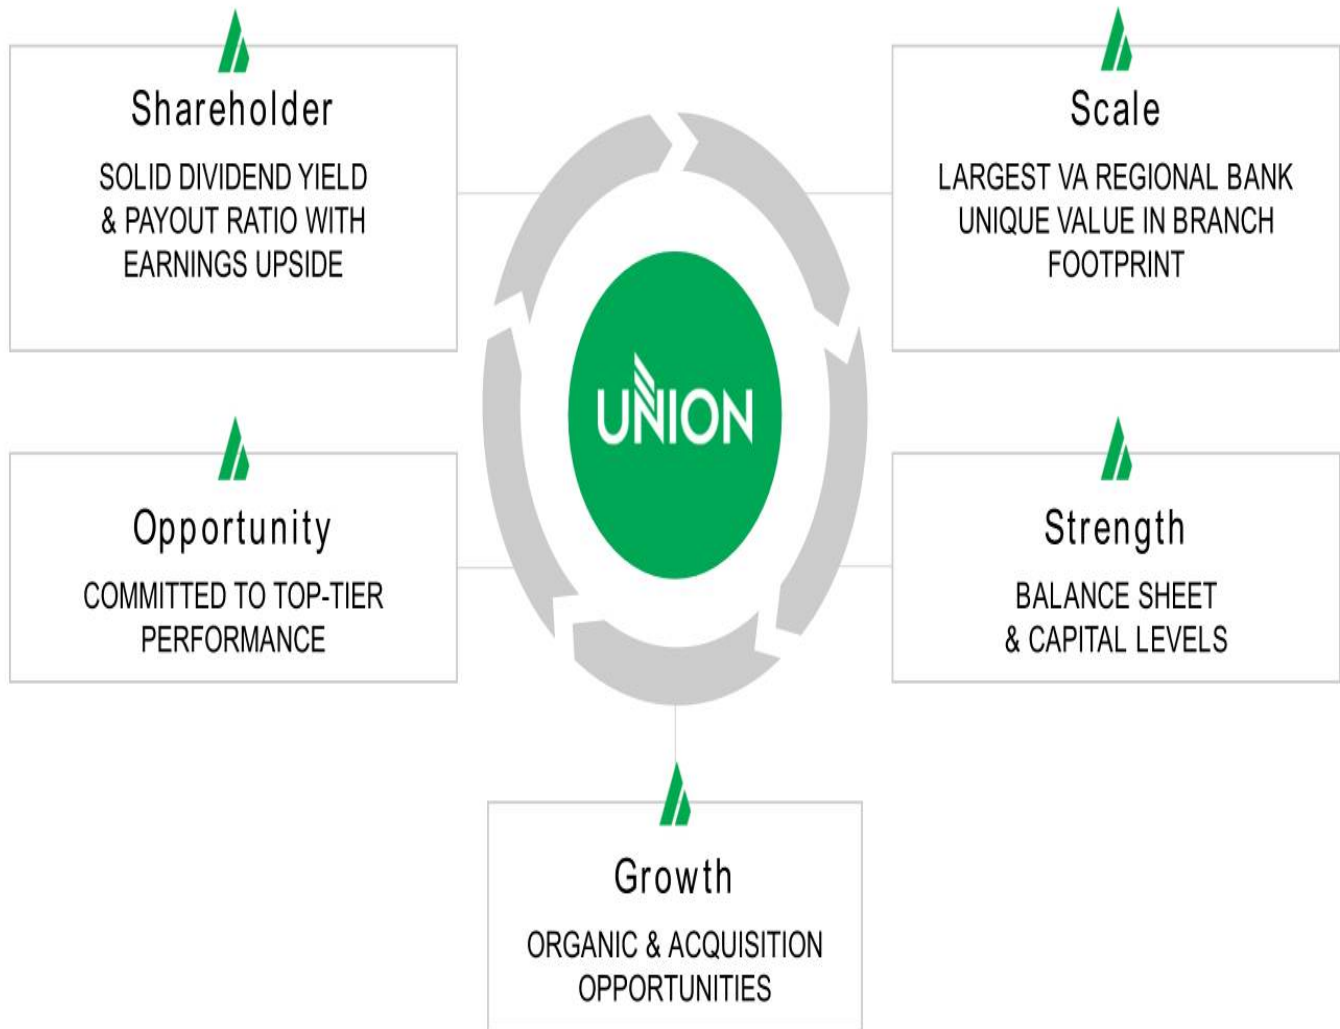 Shareholder
SOLID DIVIDEND YIELD
& PAYOUT RATIO WITH
EARNINGS UPSIDE
Scale
LARGEST VA REGIONAL BANK
UNIQUE VALUE IN BRANCH
FOOTPRINT
UNION
Opportunity
COMMITTED TO TOP-TIER
PERFORMANCE
Strength
BALANCE SHEET
& CAPITAL LEVELS
Growth
ORGANIC & ACQUISITION
OPPORTUNITIES